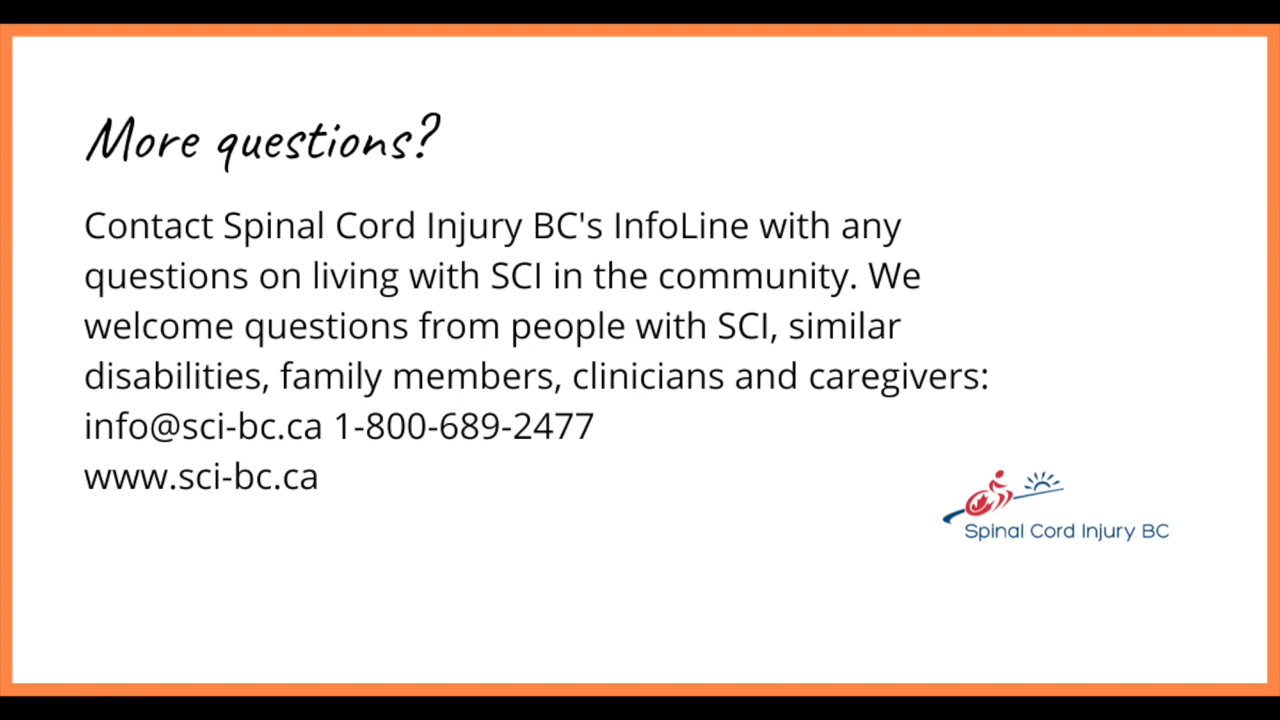 More questions?
Contact Spinal Cord Injury BC's InfoLine with any
questions on living with SCI in the community. We
welcome questions from people with SCI, similar
disabilities, family members, clinicians and caregivers:
info@sci-bc.ca 1-800-689-2477
www.sci-bc.ca
Spinal Cord Injury BC